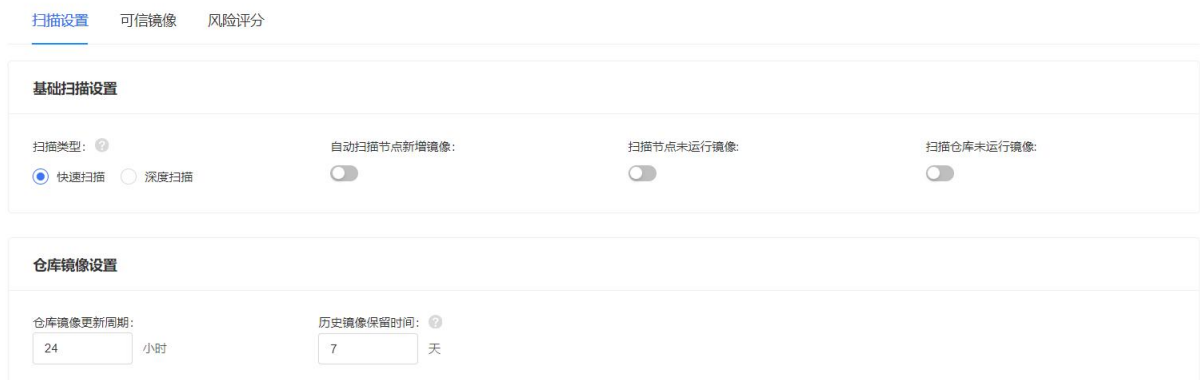 扫描设置 可信镜像 风险评分
基础扫描设置
扫描类型: ? 自动扫描节点新增镜像: 扫描节点未运行镜像: 扫描仓库未运行镜像:
快速扫描 深度扫描
仓库镜像设置
仓库镜像更新周期: 历史镜像保留时间: ?
24 小时 7 天